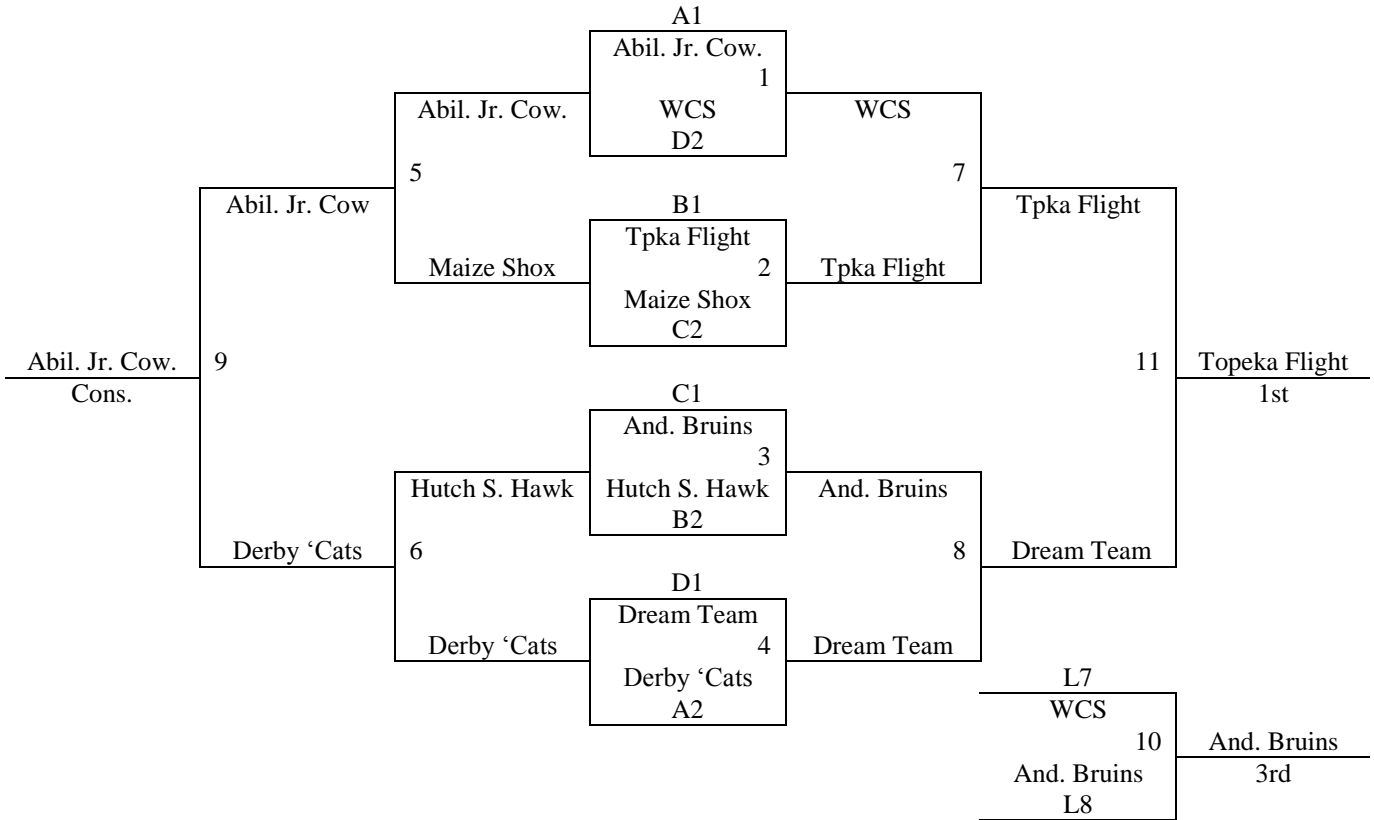 A1
Abil. Jr. Cow.
1
Abil. Jr. Cow.
WCS
WCS
D2
5
7
Abil. Jr. Cow
B1
Tpka Flight
Tpka Flight
Maize Shox
2
Tpka Flight
Maize Shox
C2
Abil. Jr. Cow.
9
11
Topeka Flight
Cons.
C1
1st
And. Bruins
3
Hutch S. Hawk
Hutch S. Hawk
And. Bruins
B2
Derby ‘Cats
6
8
Dream Team
D1
Dream Team
Derby ‘Cats
4
Dream Team
Derby ‘Cats
L7
A2
WCS
10
And. Bruins
And. Bruins
3rd
L8